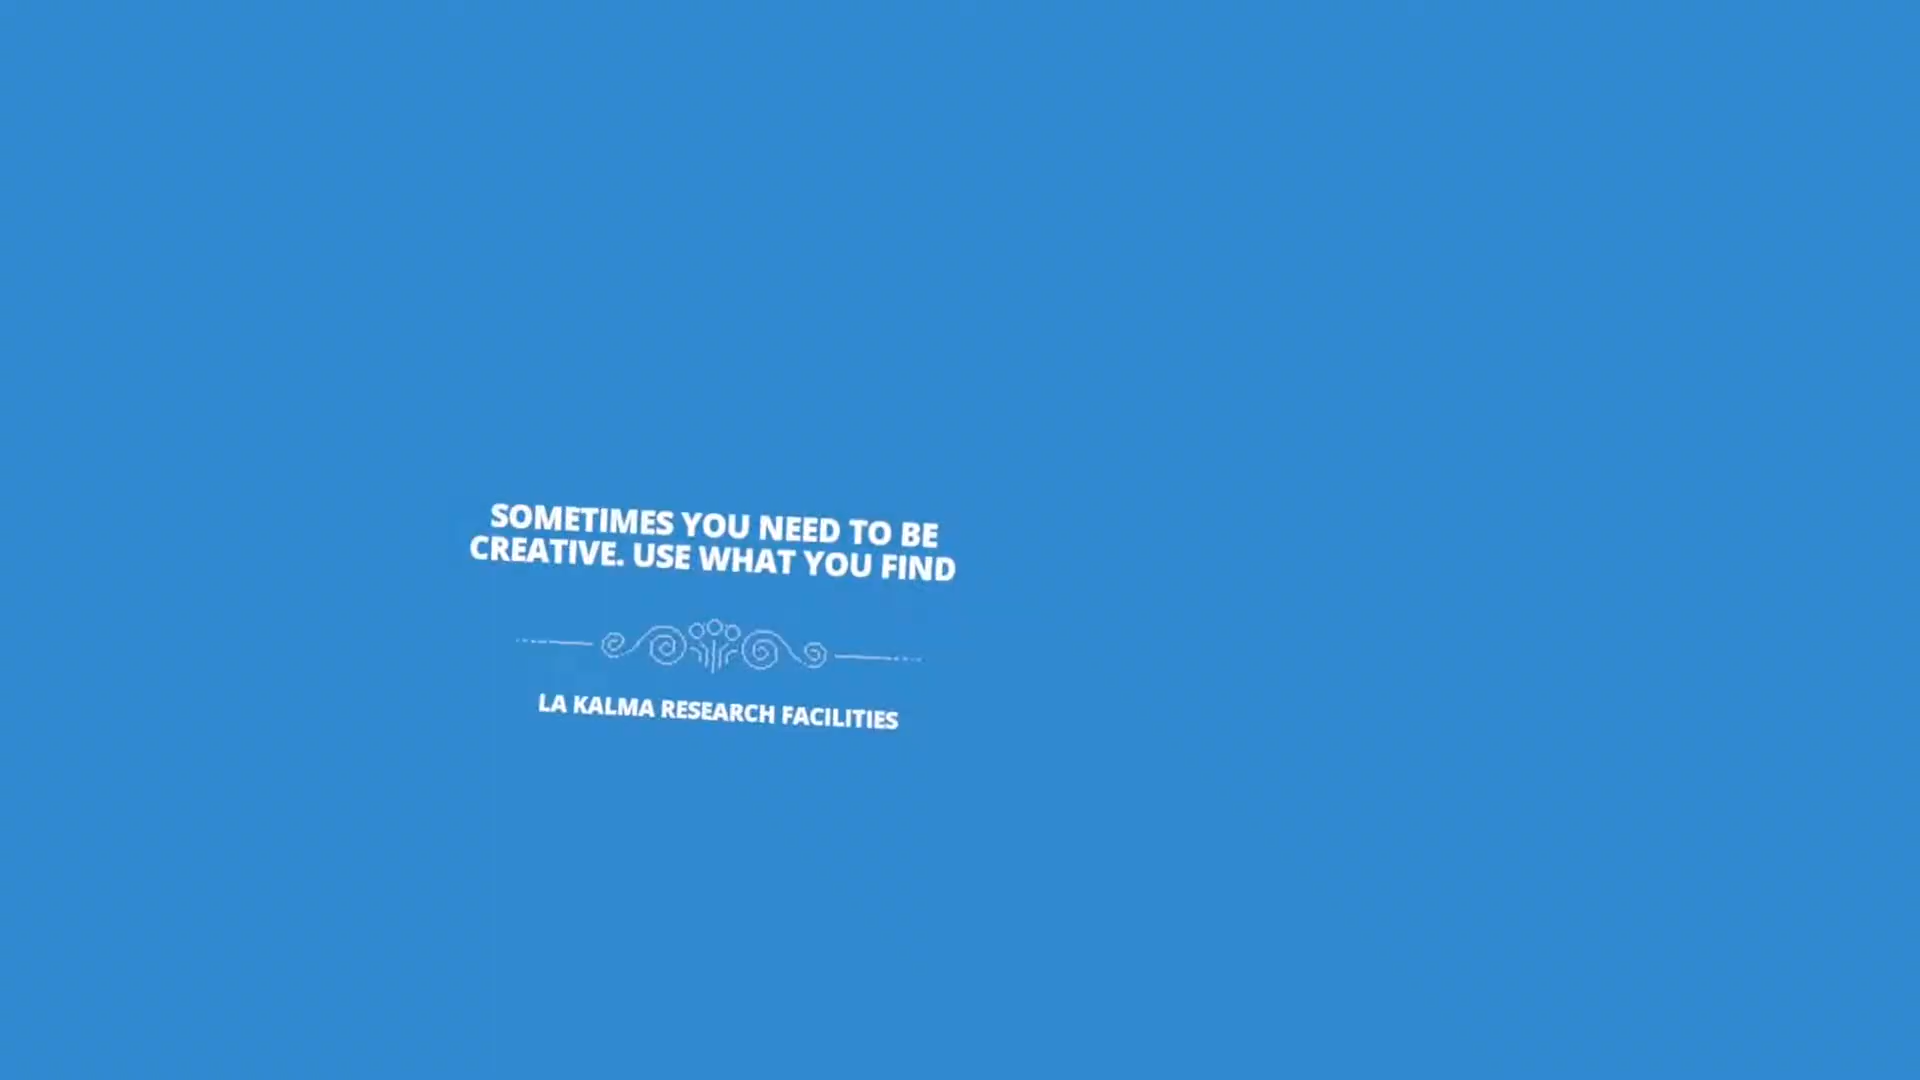 SOMETIMES YOU NEED TO BE
CREATIVE. USE WHAT YOU FIND
LA KALMA RESEARCH FACILITIES